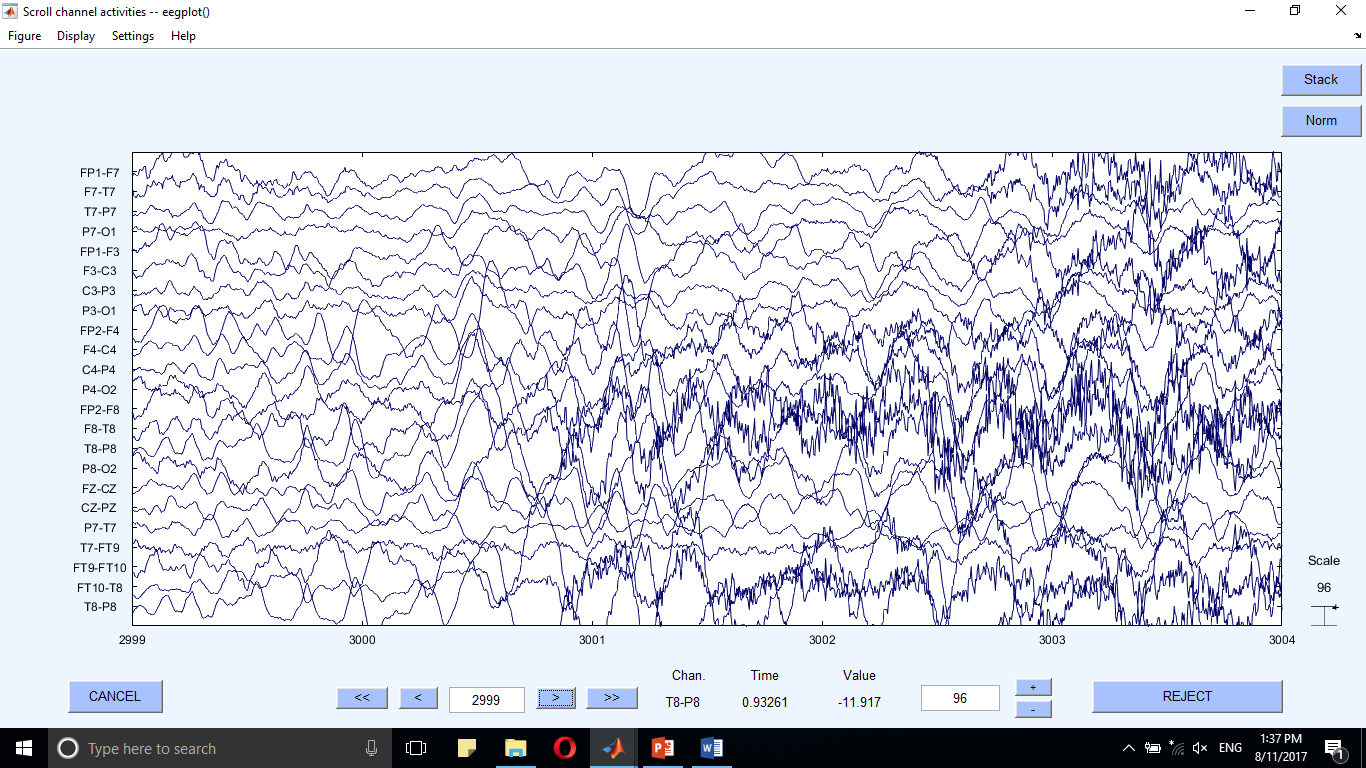 Scroll channel activities -- eegplot()
Figure Display Settings Help
Stack
Norm
FP1-F7
F7-T7
T7-P7
P7-O1
FP1-F3
F3-C3
C3-P3
P3-O1
FP2-F4
F4-C4
C4-P4
P4-O2
FP2-F8
F8-T8
T8-P8
P8-O2
FZ-CZ
CZ-PZ
P7-T7
T7-FT9
FT9-FT10
FT10-T8
T8-P8
2999 3000 3001 3002 3003 3004
Scale
96
Chan. Time Value
CANCEL << < 2999 > >> T8-P8 0.93261 -11.917 96 + - REJECT
Type here to search
ENG
1:37 PM
8/11/2017
1